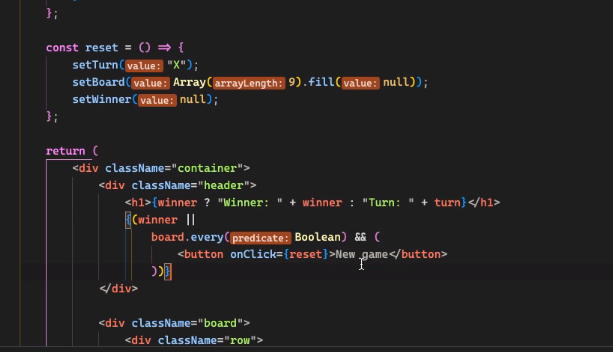 };
const reset = () => {
setTurn(value: "X");
setBoard(value: Array(arrayLength: 9).fill(value: null));
setWinner(value: null);
};
return (
<div className="container">
<div className="header">
<h1>{winner ? "Winner: " + winner : "Turn: " + turn}</h1>
{(winner ||
board.every(predicate: Boolean) && (
<button onClick={reset}>New game</button>
))}
</div>
<div className="board">
<div className="row">